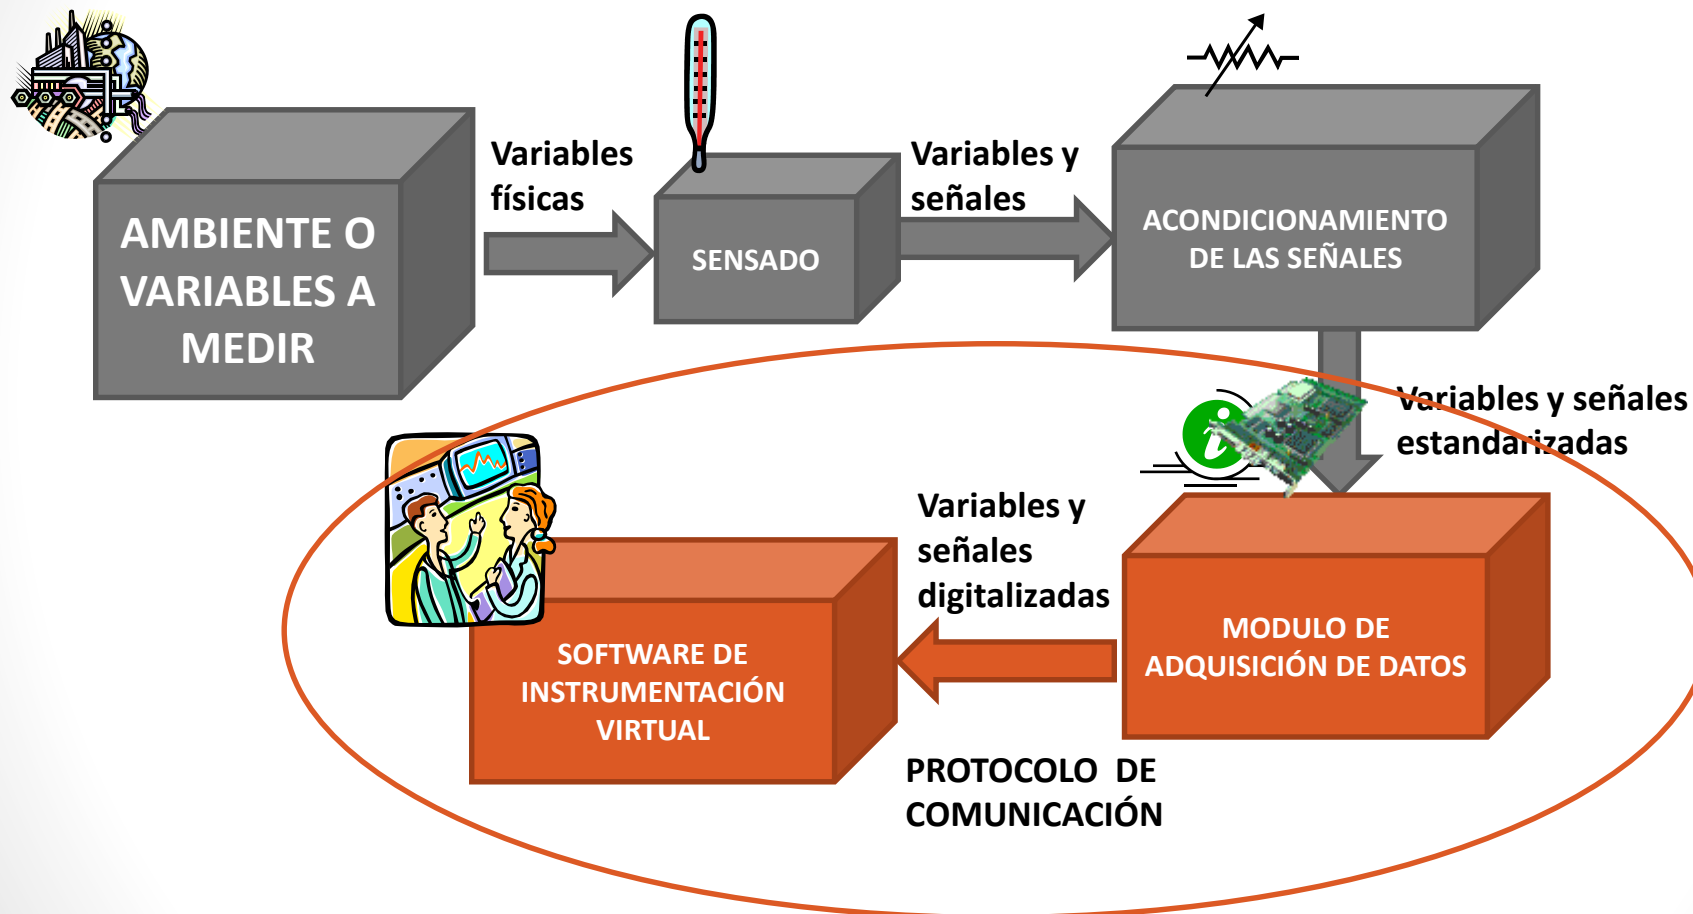 AMBIENTE O
VARIABLES A
MEDIR
Variables
físicas
SENSADO
Variables y
señales
ACONDICIONAMIENTO
DE LAS SEÑALES
Variables y señales
estandarizadas
MODULO DE
ADQUISICIÓN DE DATOS
Variables y
señales
digitalizadas
PROTOCOLO DE
COMUNICACIÓN
SOFTWARE DE
INSTRUMENTACIÓN
VIRTUAL
i